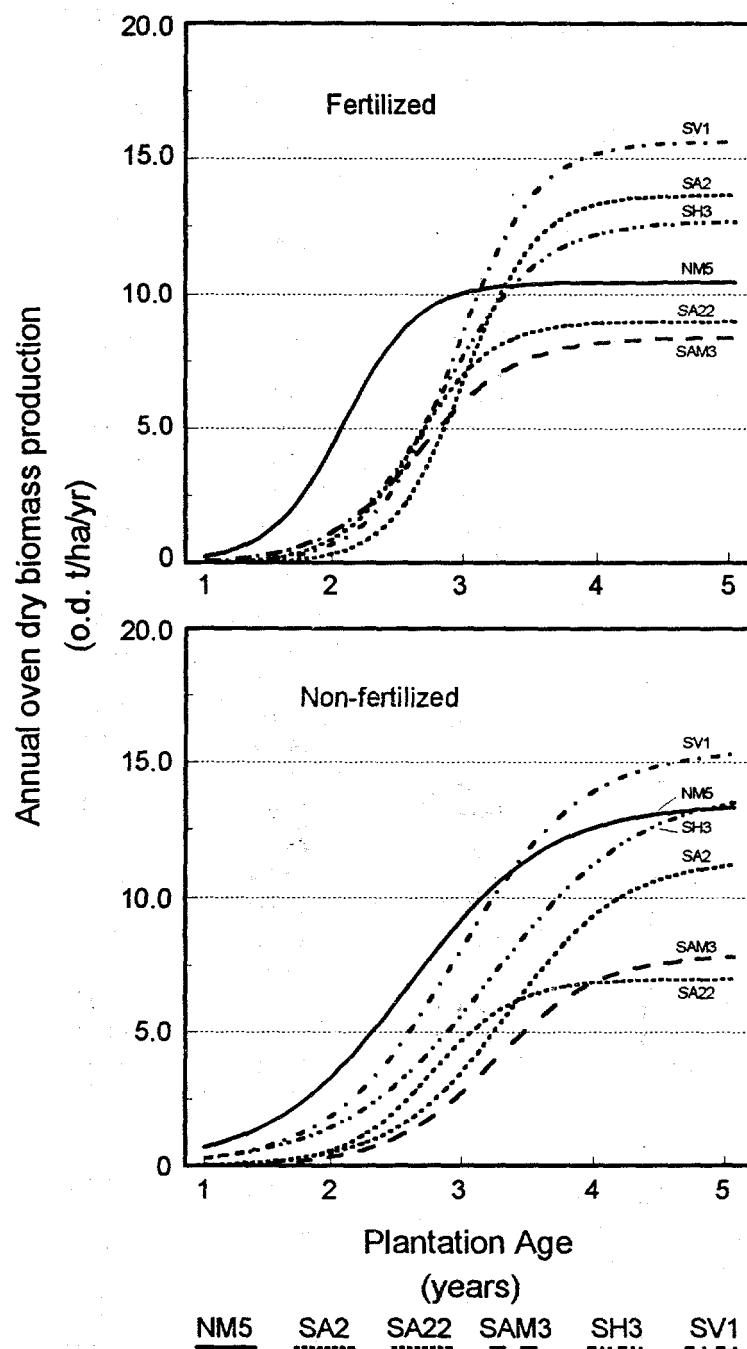 Annual oven dry biomass production
(o.d. t/ha/yr)
20.0
Fertilized
SV1
15.0
SA2
SH3
NM5
10.0
SA22
SAM3
5.0
0
1 2 3 4 5
20.0
Non-fertilized
SV1
15.0
NM5
SH3
SA2
10.0
SAM3
SA22
5.0
0
1 2 3 4 5
Plantation Age
(years)
NM5 SA2 SA22 SAM3 SH3 SV1